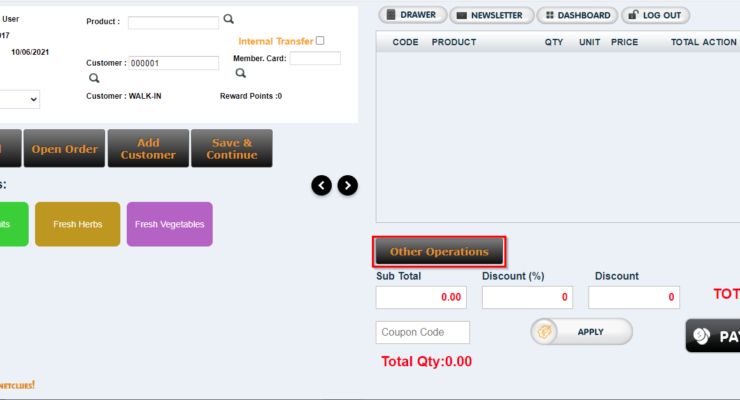 User
Product :
DRAWER
NEWSLETTER
DASHBOARD
LOG OUT
017
Internal Transfer
CODE PRODUCT QTY UNIT PRICE TOTAL ACTION
10/06/2021
Customer : 000001
Member. Card:
Customer : WALK-IN
Reward Points :0
Open Order
Add
Customer
Save &
Continue
s:
its
Fresh Herbs
Fresh Vegetables
Other Operations
Sub Total
Discount (%)
Discount
0.00
0
0
TOT
Coupon Code
APPLY
PAY
Total Qty:0.00
NETCLUES!